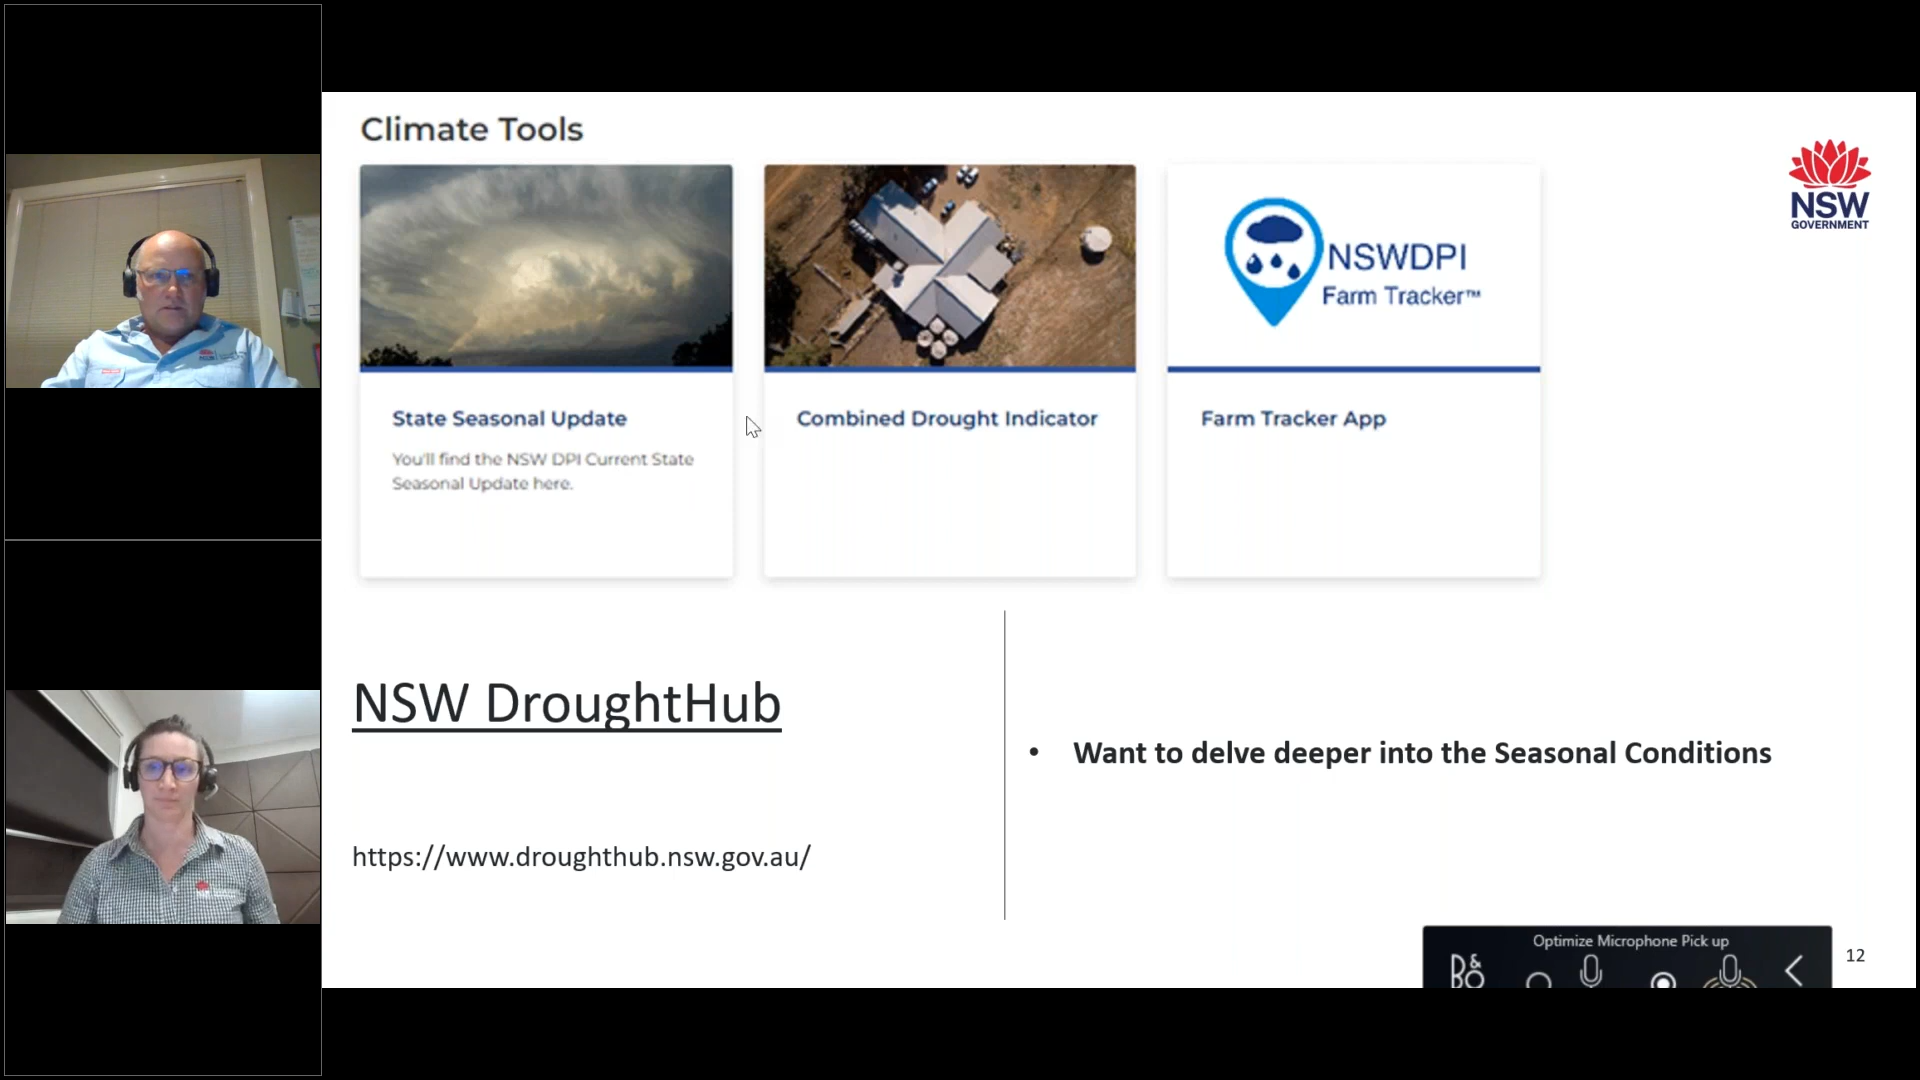 Climate Tools
NSW
GOVERNMENT
NSWDPI
Farm Tracker™
State Seasonal Update
Combined Drought Indicator
Farm Tracker App
You'll find the NSW DPI Current State
Seasonal Update here.
NSW DroughtHub
• Want to delve deeper into the Seasonal Conditions
https://www.droughthub.nsw.gov.au/
Optimize Microphone Pick up
B&O
12